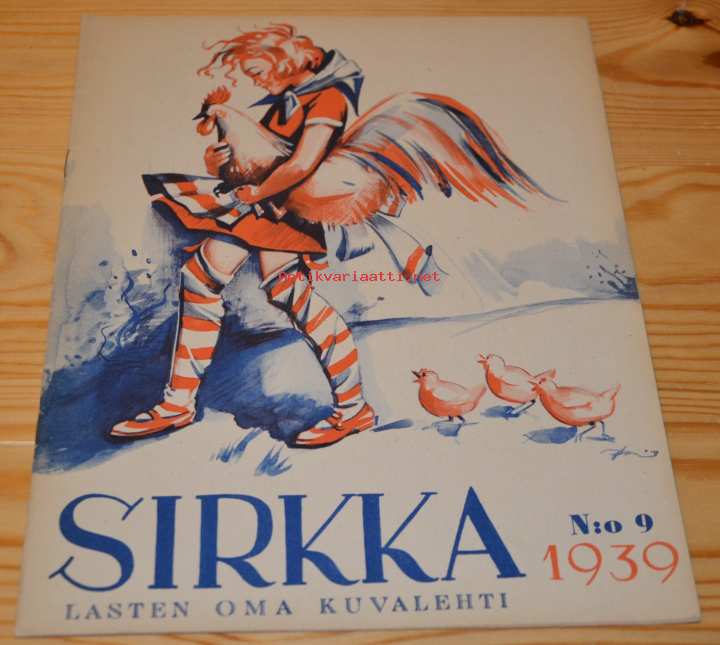 Antikvariaatti.net
SIRKKA
N:o 9
1939
LASTEN OMA KUVALEHTI